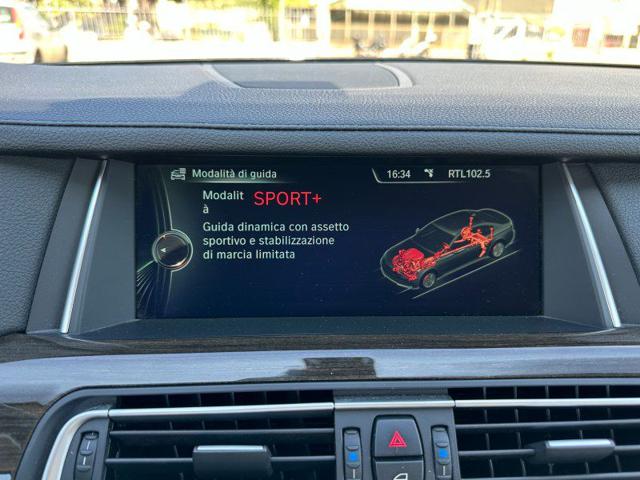 Modalità di guida
16:34
RTL102.5
Modalit
SPORT+
à
Guida dinamica con assetto
sportivo e stabilizzazione
di marcia limitata